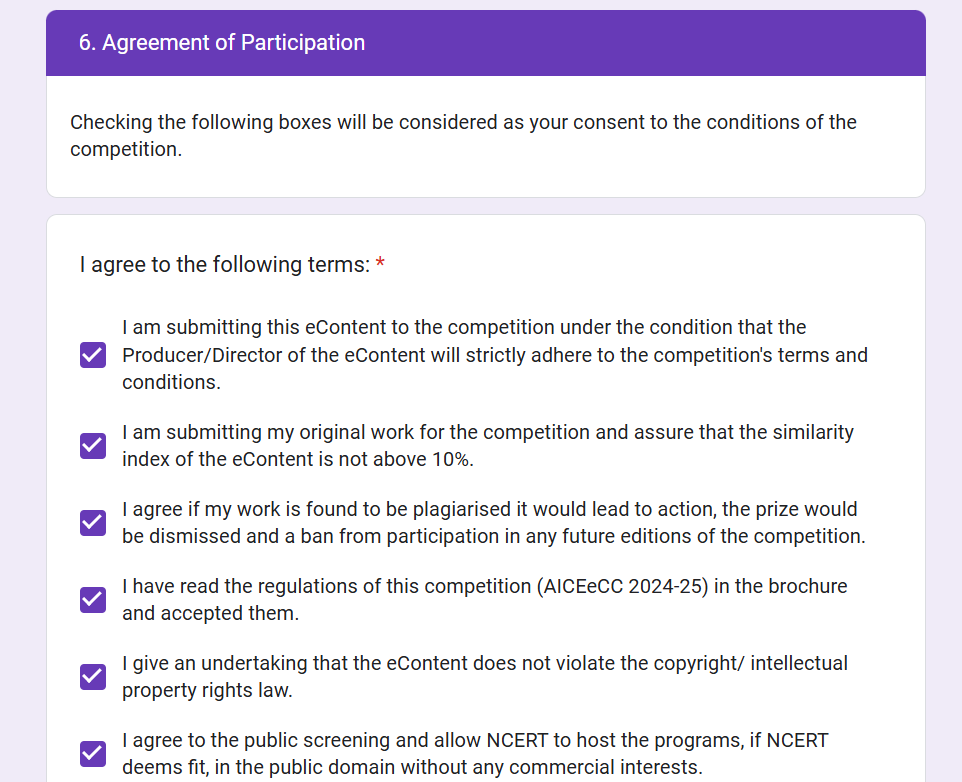 6. Agreement of Participation
Checking the following boxes will be considered as your consent to the conditions of the
competition.
I agree to the following terms: *
I am submitting this eContent to the competition under the condition that the
Producer/Director of the eContent will strictly adhere to the competition's terms and
conditions.
I am submitting my original work for the competition and assure that the similarity
index of the eContent is not above 10%.
I agree if my work is found to be plagiarised it would lead to action, the prize would
be dismissed and a ban from participation in any future editions of the competition.
I have read the regulations of this competition (AICEeCC 2024-25) in the brochure
and accepted them.
I give an undertaking that the eContent does not violate the copyright/ intellectual
property rights law.
I agree to the public screening and allow NCERT to host the programs, if NCERT
deems fit, in the public domain without any commercial interests.